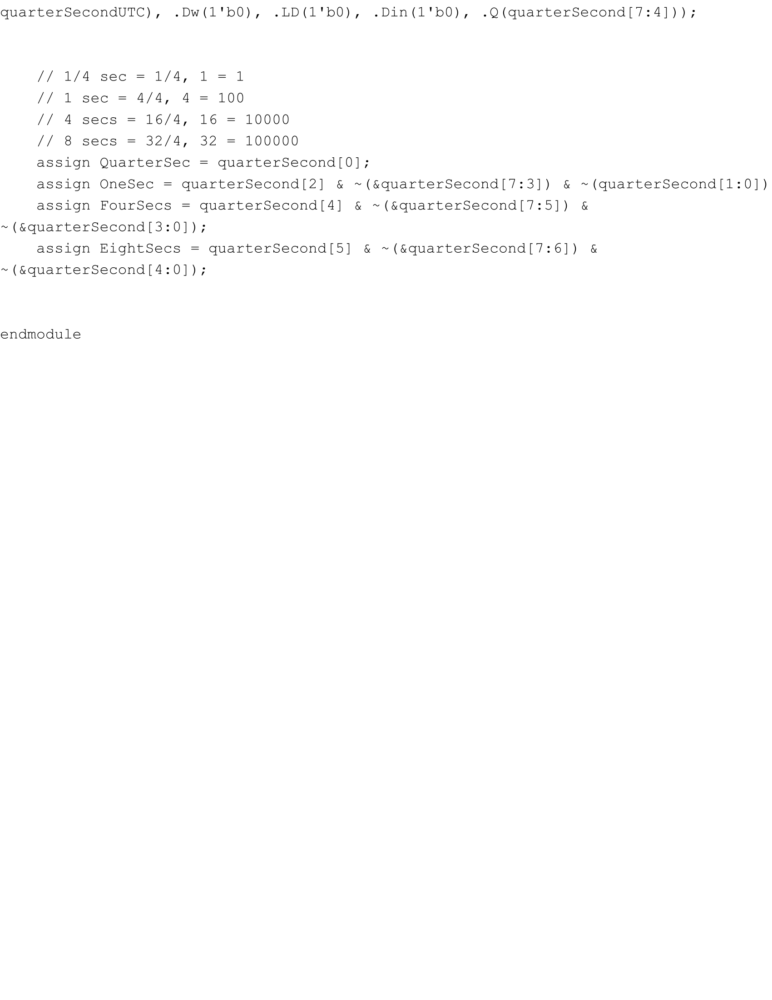 quarterSecondUTC), .Dw(1'b0), .LD(1'b0), .Din(1'b0), .Q(quarterSecond[7:4]));
// 1/4 sec = 1/4, 1 = 1
// 1 sec = 4/4, 4 = 100
// 4 secs = 16/4, 16 = 10000
// 8 secs = 32/4, 32 = 100000
assign QuarterSec = quarterSecond[0];
assign OneSec = quarterSecond[2] & ~(&quarterSecond[7:3]) & ~(quarterSecond[1:0])
assign FourSecs = quarterSecond[4] & ~(&quarterSecond[7:5]) &
~(&quarterSecond[3:0]);
assign EightSecs = quarterSecond[5] & ~(&quarterSecond[7:6]) &
~(&quarterSecond[4:0]);
endmodule